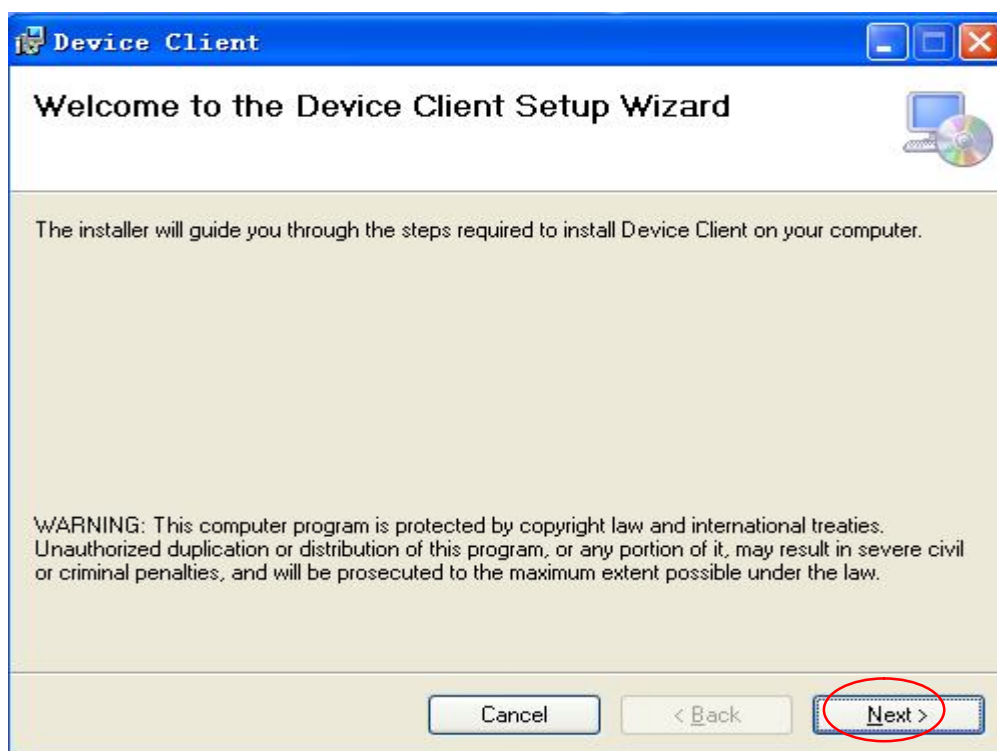 Device Client
Welcome to the Device Client Setup Wizard
The installer will guide you through the steps required to install Device Client on your computer.
WARNING: This computer program is protected by copyright law and international treaties.
Unauthorized duplication or distribution of this program, or any portion of it, may result in severe civil
or criminal penalties, and will be prosecuted to the maximum extent possible under the law.
Cancel
< Back
Next >